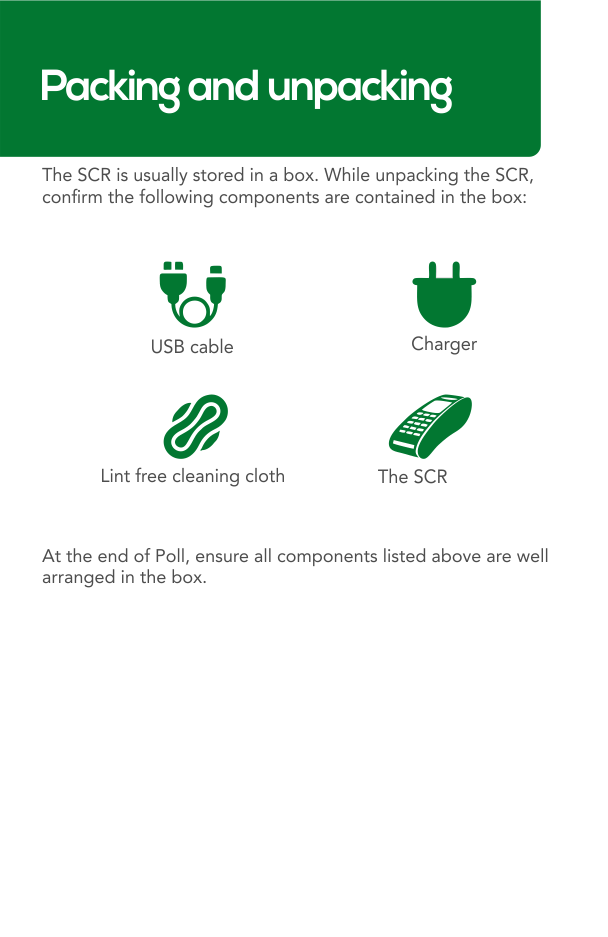 Packing and unpacking
The SCR is usually stored in a box. While unpacking the SCR,
confirm the following components are contained in the box:
USB cable
Charger
Lint free cleaning cloth
The SCR
At the end of Poll, ensure all components listed above are well
arranged in the box.